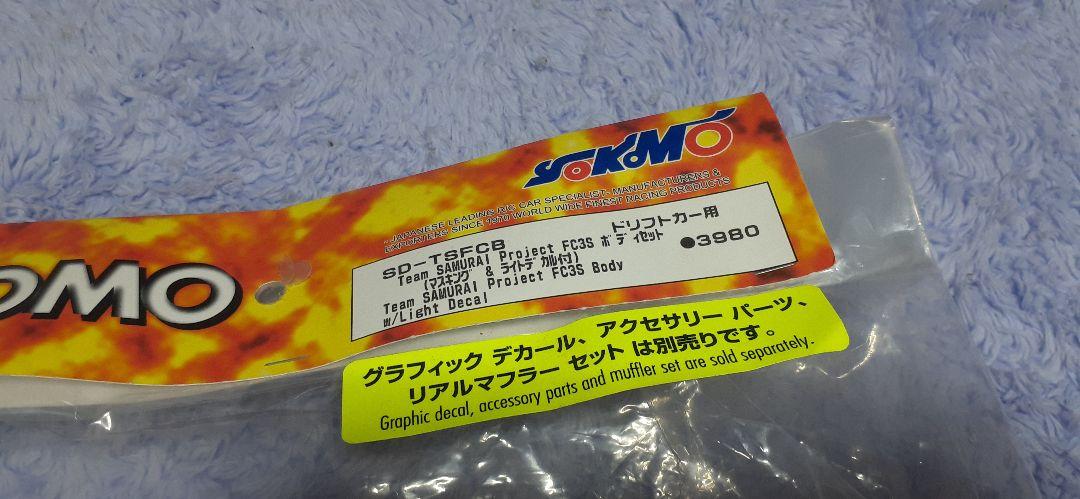 YOKOMO
OMO
- JAPANESE LEADING R/C CAR SPECIALIST- MANUFACTURERS &
EXPORTERS SINCE 1970 WORLD WIDE FINEST RACING PRODUCTS
SD-TSFCB ドリフトカー用
Team SAMURAI Project FC3S ボディセット ●3980
(マスキング & ライトデカル付)
Team SAMURAI Project FC3S Body
w/Light Decal
グラフィック デカール、アクセサリー パーツ、
リアルマフラー セット は別売りです。
Graphic decal, accessory parts and muffler set are sold separately.